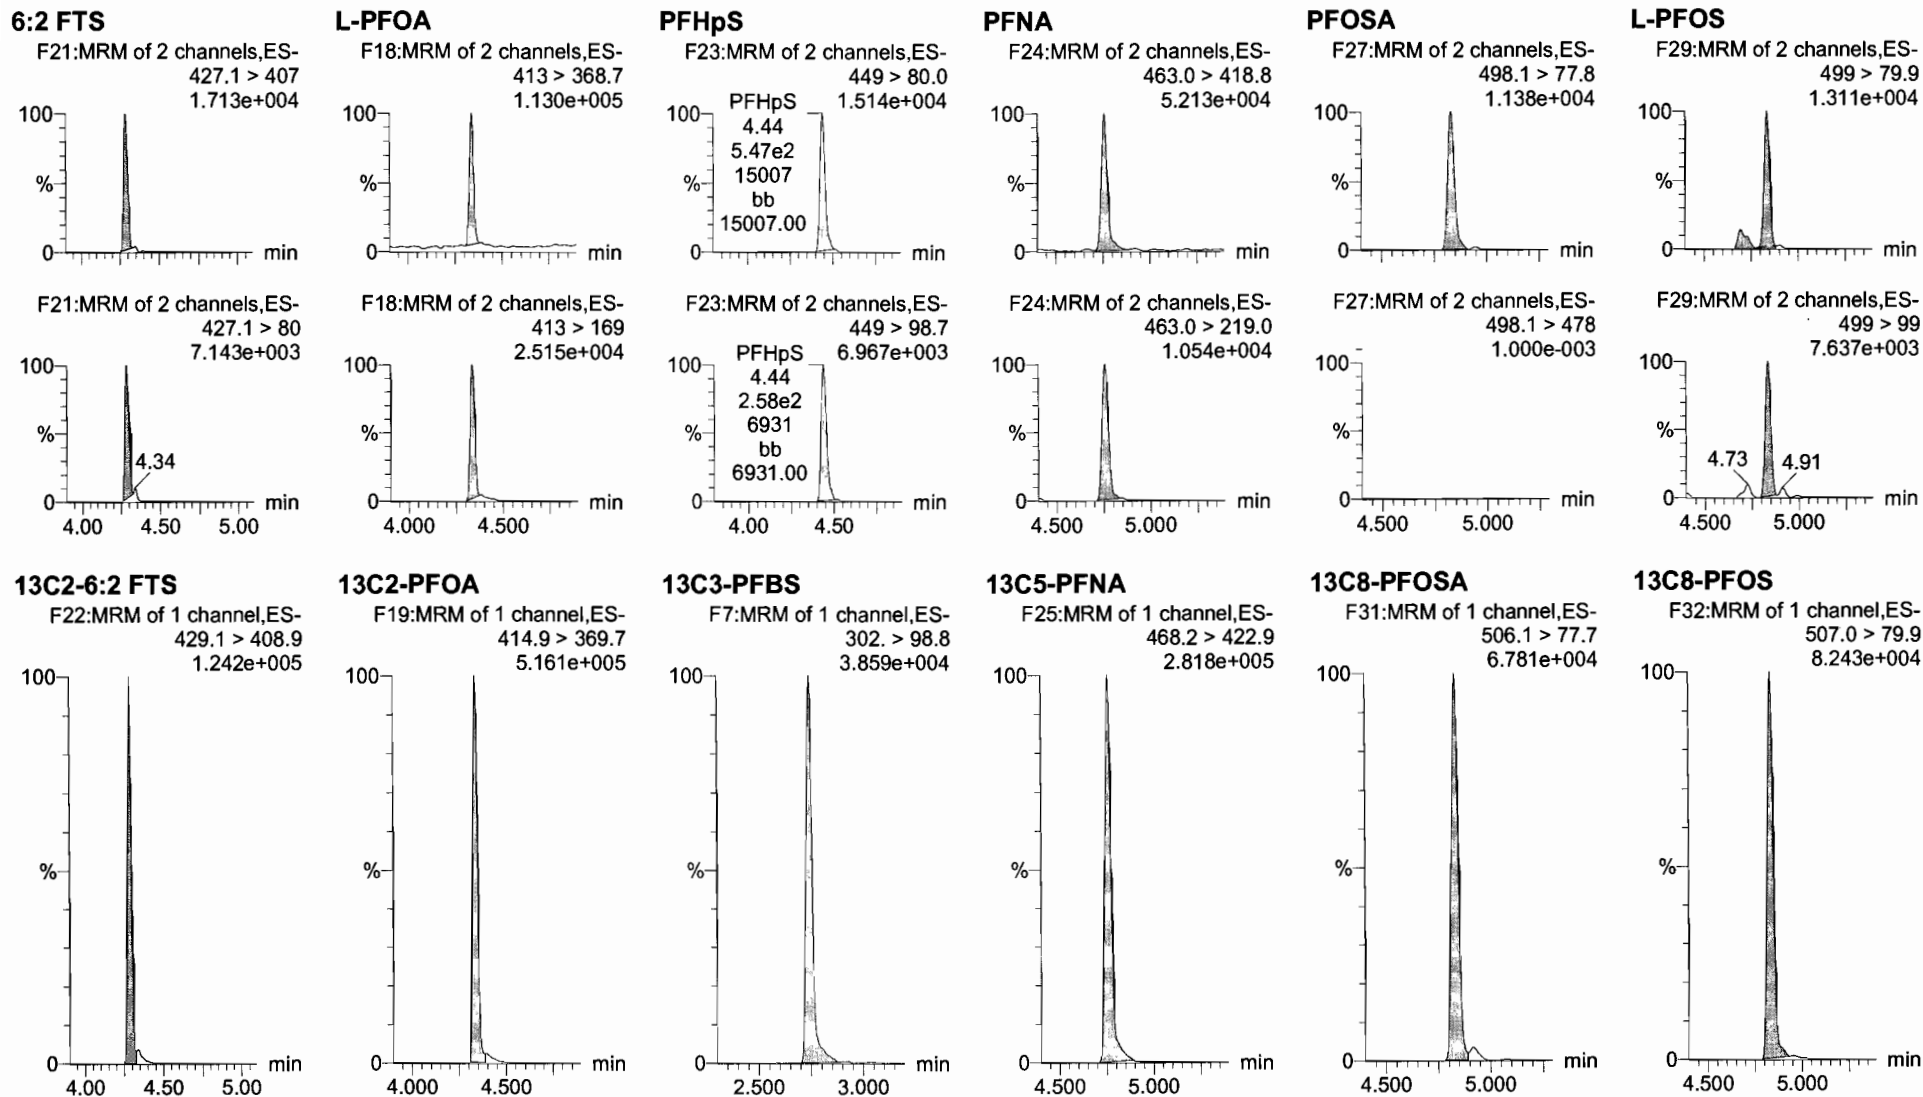 6:2 FTS
F21:MRM of 2 channels,ES-
427.1 > 407
1.713e+004
100
%
0
min
L-PFOA
F18:MRM of 2 channels,ES-
413 > 368.7
1.130e+005
100
%
0
min
PFHpS
F23:MRM of 2 channels,ES-
449 > 80.0
1.514e+004
PFHpS
4.44
5.47e2
15007
bb
15007.00
100
%
0
min
PFNA
F24:MRM of 2 channels,ES-
463.0 > 418.8
5.213e+004
100
%
0
min
PFOSA
F27:MRM of 2 channels,ES-
498.1 > 77.8
1.138e+004
100
%
0
min
L-PFOS
F29:MRM of 2 channels,ES-
499 > 79.9
1.311e+004
100
%
0
min
F21:MRM of 2 channels,ES-
427.1 > 80
7.143e+003
100
%
4.34
0
min
4.00 4.50 5.00
F18:MRM of 2 channels,ES-
413 > 169
2.515e+004
100
%
0
min
4.000 4.500
F23:MRM of 2 channels,ES-
449 > 98.7
6.967e+003
PFHpS
4.44
2.58e2
6931
bb
6931.00
100
%
0
min
4.00 4.50
F24:MRM of 2 channels,ES-
463.0 > 219.0
1.054e+004
100
%
0
min
4.500 5.000
F27:MRM of 2 channels,ES-
498.1 > 478
1.000e-003
100
%
0
min
4.500 5.000
F29:MRM of 2 channels,ES-
499 > 99
7.637e+003
100
%
4.73 4.91
0
min
4.500 5.000
13C2-6:2 FTS
F22:MRM of 1 channel,ES-
429.1 > 408.9
1.242e+005
100
%
0
min
4.00 4.50 5.00
13C2-PFOA
F19:MRM of 1 channel,ES-
414.9 > 369.7
5.161e+005
100
%
0
min
4.000 4.500
13C3-PFBS
F7:MRM of 1 channel,ES-
302. > 98.8
3.859e+004
100
%
0
min
2.500 3.000
13C5-PFNA
F25:MRM of 1 channel,ES-
468.2 > 422.9
2.818e+005
100
%
0
min
4.500 5.000
13C8-PFOSA
F31:MRM of 1 channel,ES-
506.1 > 77.7
6.781e+004
100
%
0
min
4.500 5.000
13C8-PFOS
F32:MRM of 1 channel,ES-
507.0 > 79.9
8.243e+004
100
%
0
min
4.500 5.000